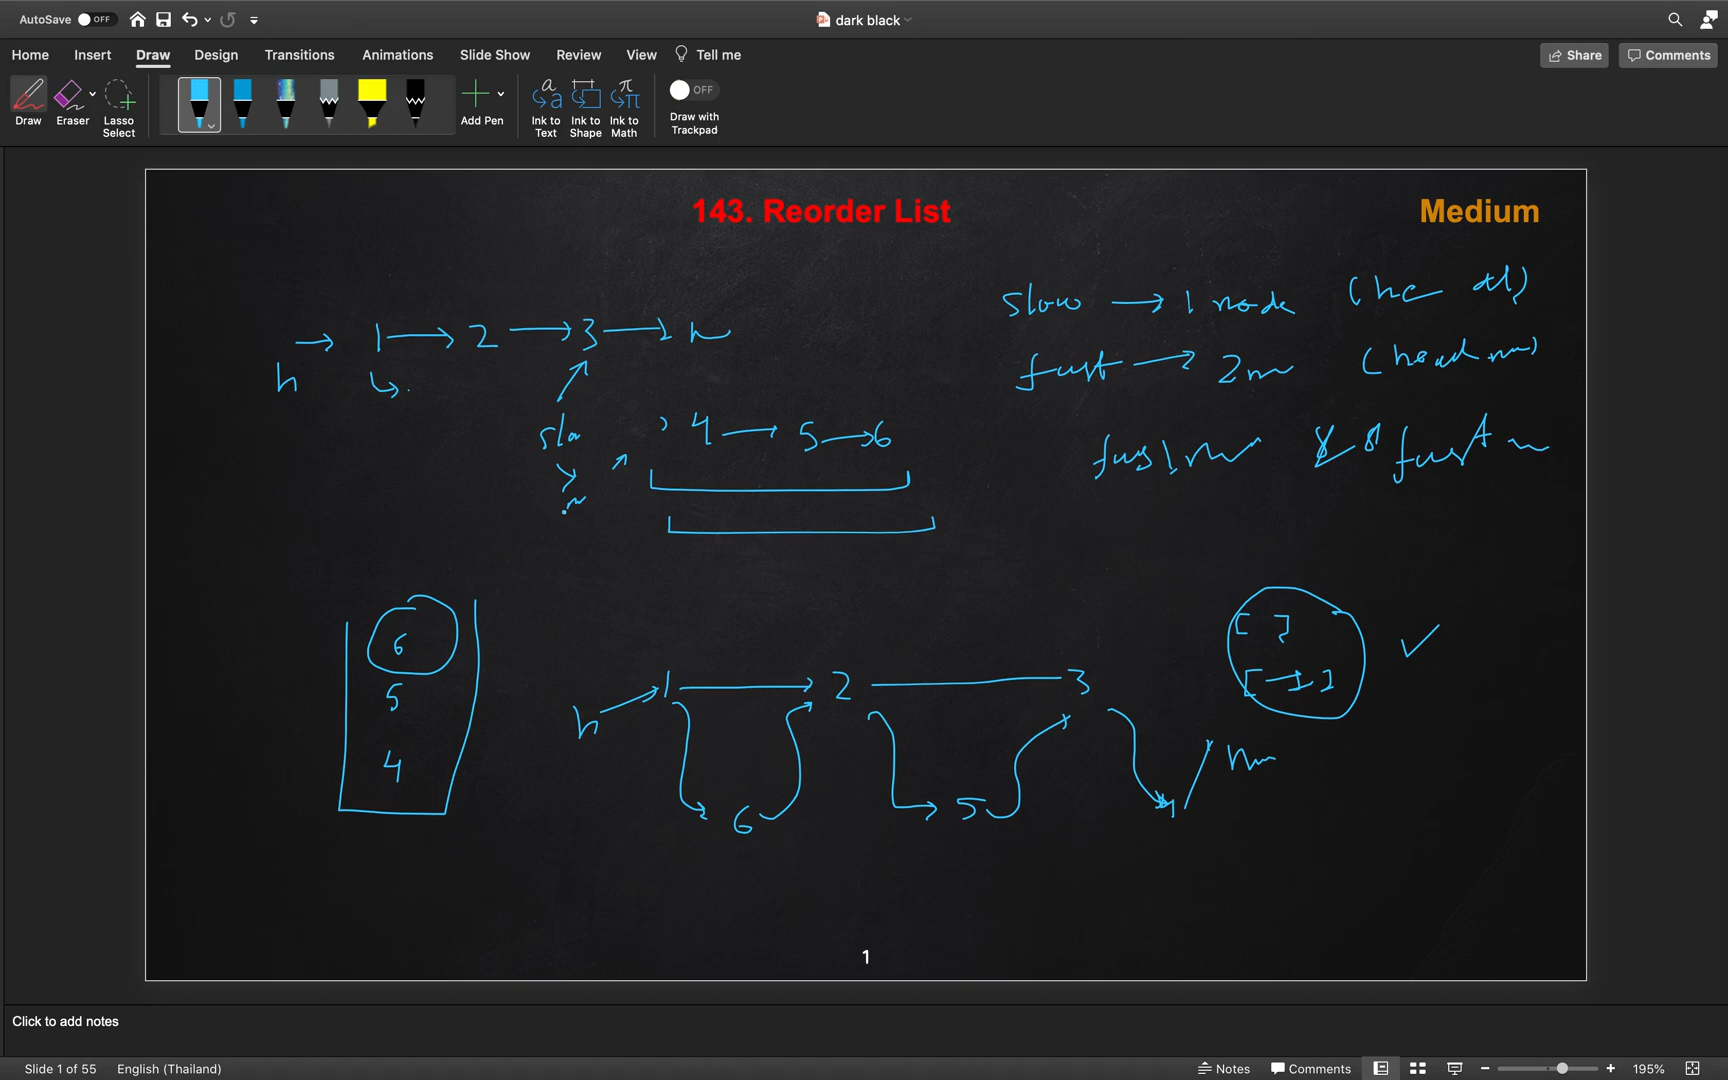 AutoSave OFF
dark black
Home Insert Draw Design Transitions Animations Slide Show Review View Tell me
Share Comments
Draw Eraser Lasso Select Add Pen Ink to Text Ink to Shape Ink to Math OFF Draw with Trackpad
143. Reorder List
Medium
slow → 1 node
h → 1 → 2 → 3 →
fast → 2
slo
4 → 5 → 6
6
5
4
h 1 → 2 3
6 5 4
1
Click to add notes
Slide 1 of 55 English (Thailand) Notes Comments 195%